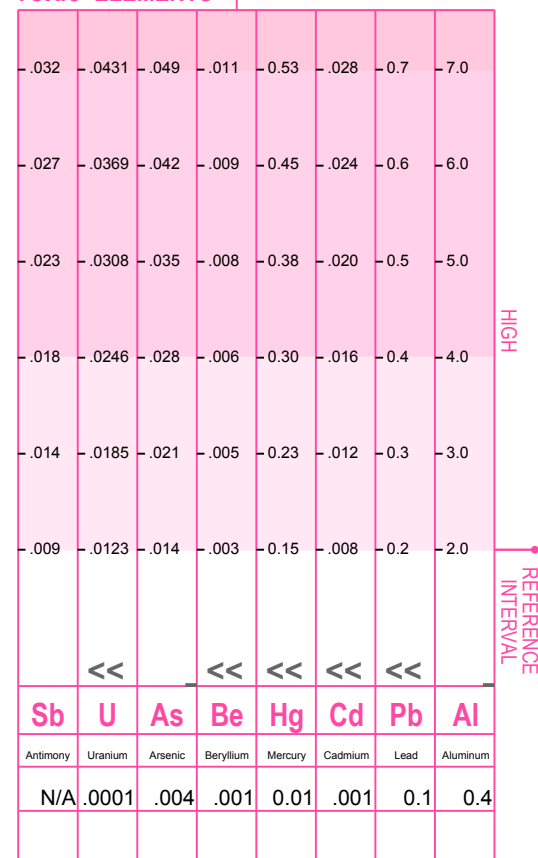 .032 .0431 .049 .011 0.53 .028 0.7 7.0
.027 .0369 .042 .009 0.45 .024 0.6 6.0
.023 .0308 .035 .008 0.38 .020 0.5 5.0
HIGH
.018 .0246 .028 .006 0.30 .016 0.4 4.0
.014 .0185 .021 .005 0.23 .012 0.3 3.0
.009 .0123 .014 .003 0.15 .008 0.2 2.0
REFERENCE
INTERVAL
<< << << << <<
Sb U As Be Hg Cd Pb Al
Antimony Uranium Arsenic Beryllium Mercury Cadmium Lead Aluminum
N/A .0001 .004 .001 0.01 .001 0.1 0.4